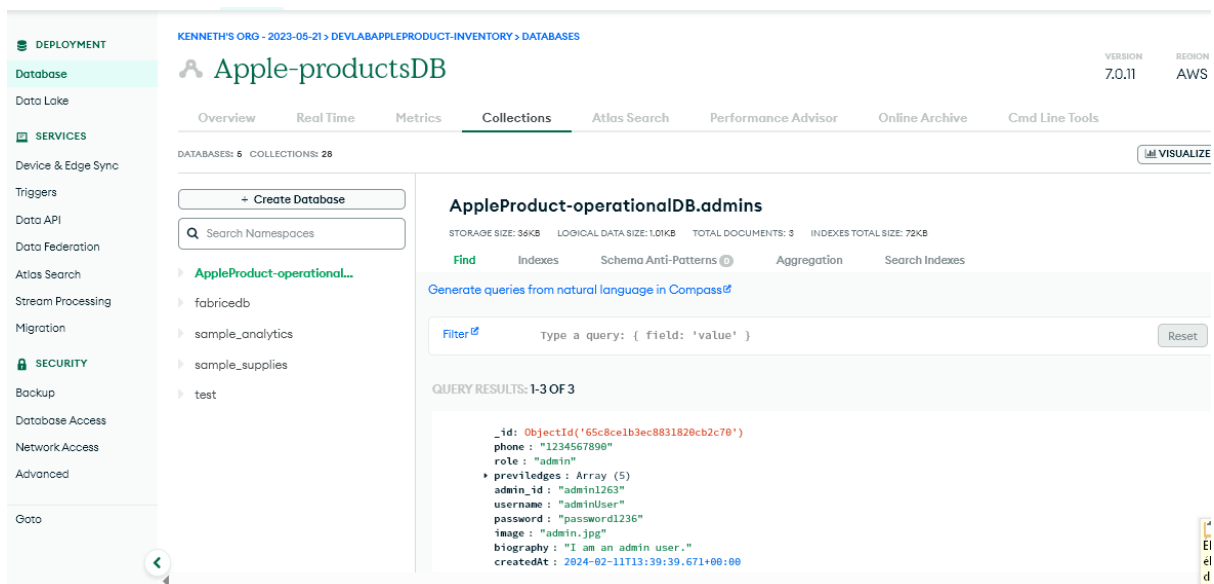 DEPLOYMENT
Database
Data Lake
SERVICES
Device & Edge Sync
Triggers
Data API
Data Federation
Atlas Search
Stream Processing
Migration
SECURITY
Backup
Database Access
Network Access
Advanced
Goto
KENNETH'S ORG - 2023-05-21 > DEVLABAPPLEPRODUCT-INVENTORY > DATABASES
Apple-productsDB
VERSION REGION
7.0.11 AWS
Overview Real Time Metrics Collections Atlas Search Performance Advisor Online Archive Cmd Line Tools
DATABASES: 5 COLLECTIONS: 28
VISUALIZE
+ Create Database
Search Namespaces
AppleProduct-operational...
fabricedb
sample_analytics
sample_supplies
test
AppleProduct-operationalDB.admins
STORAGE SIZE: 36KB LOGICAL DATA SIZE: 1.01KB TOTAL DOCUMENTS: 3 INDEXES TOTAL SIZE: 72KB
Find Indexes Schema Anti-Patterns 0 Aggregation Search Indexes
Generate queries from natural language in Compass
Filter Type a query: { field: 'value' } Reset
QUERY RESULTS: 1-3 OF 3
_id: ObjectId('65c8ce1b3ec8831820cb2c70')
phone : "1234567890"
role : "admin"
previledges : Array (5)
admin_id : "admin1263"
username : "adminUser"
password : "password1236"
image : "admin.jpg"
biography : "I am an admin user."
createdAt : 2024-02-11T13:39:39.671+00:00